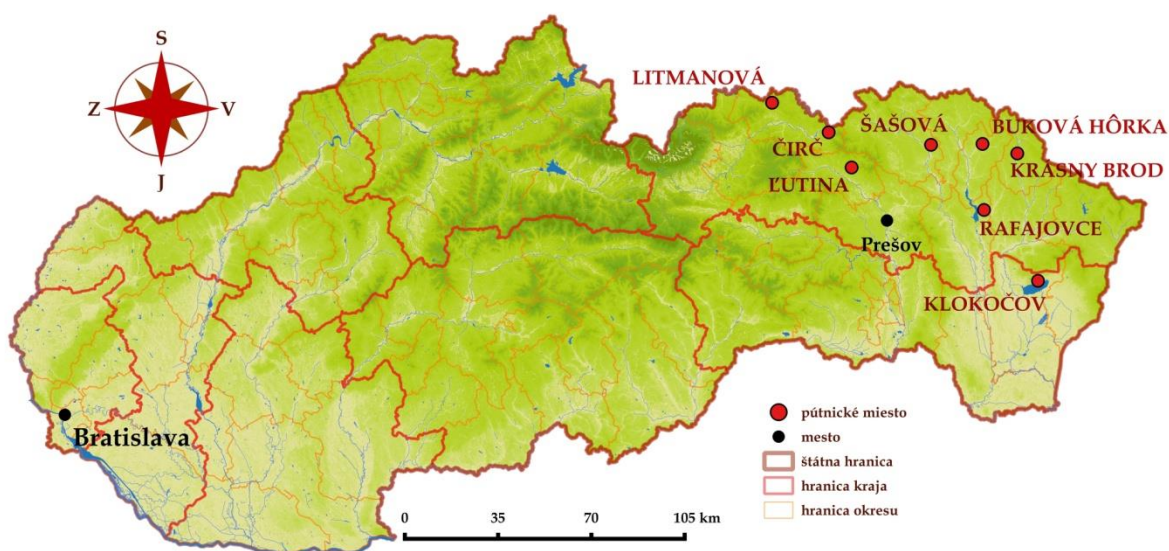 S
Z
V
J
LITMANOVÁ
ČIRČ
ĽUTINA
ŠAŠOVÁ
BUKOVÁ HÔRKA
KRÁSNY BROD
RAFAJOVCE
Prešov
KLOKOČOV
Bratislava
pútnické miesto
mesto
štátna hranica
hranica kraja
hranica okresu
0 35 70 105 km